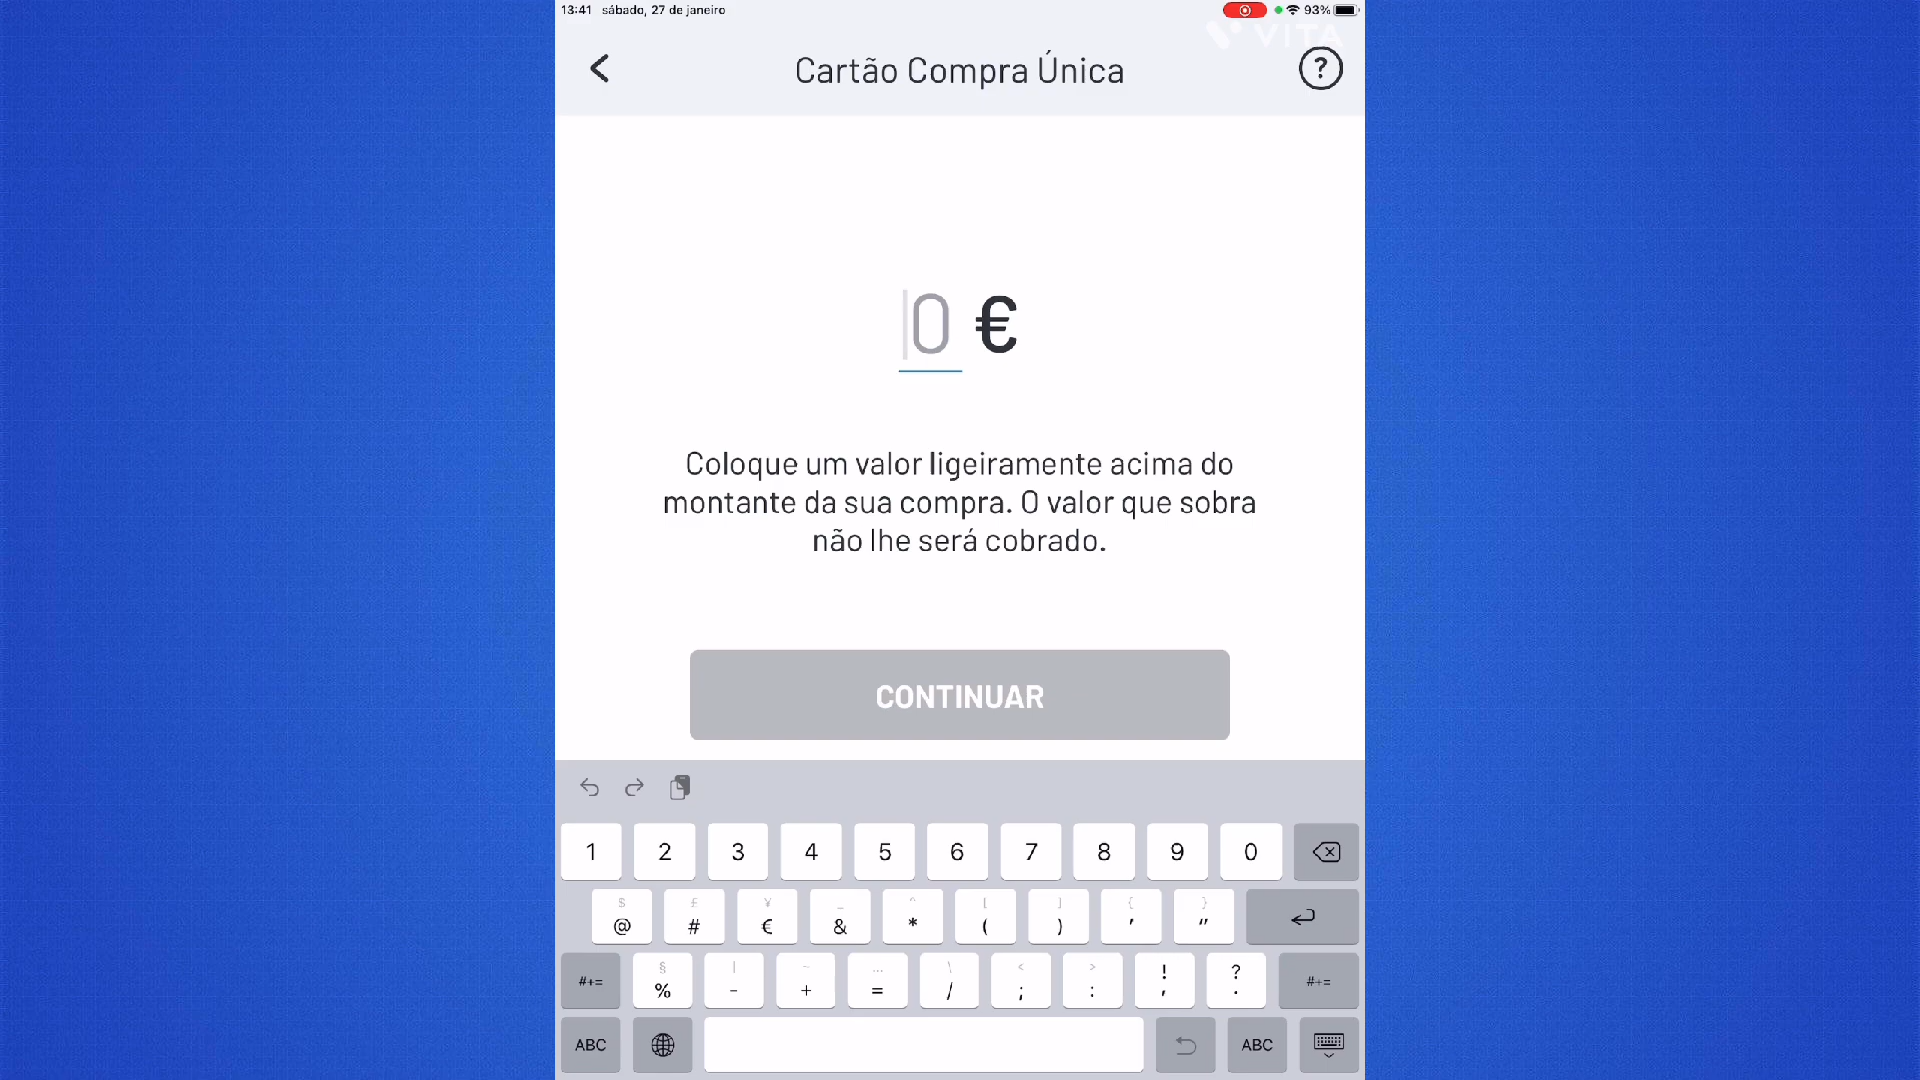 13:41 sábado, 27 de janeiro 93%
VITA
Cartão Compra Única ?
0 €
Coloque um valor ligeiramente acima do
montante da sua compra. O valor que sobra
não lhe será cobrado.
CONTINUAR
1 2 3 4 5 6 7 8 9 0
$ £ ¥ _ ^ [ ] { }
@ # € & * ( ) ' "
§ | ~ … \ < > ! ?
#+= % - + = / ; : , . #+=
ABC ABC